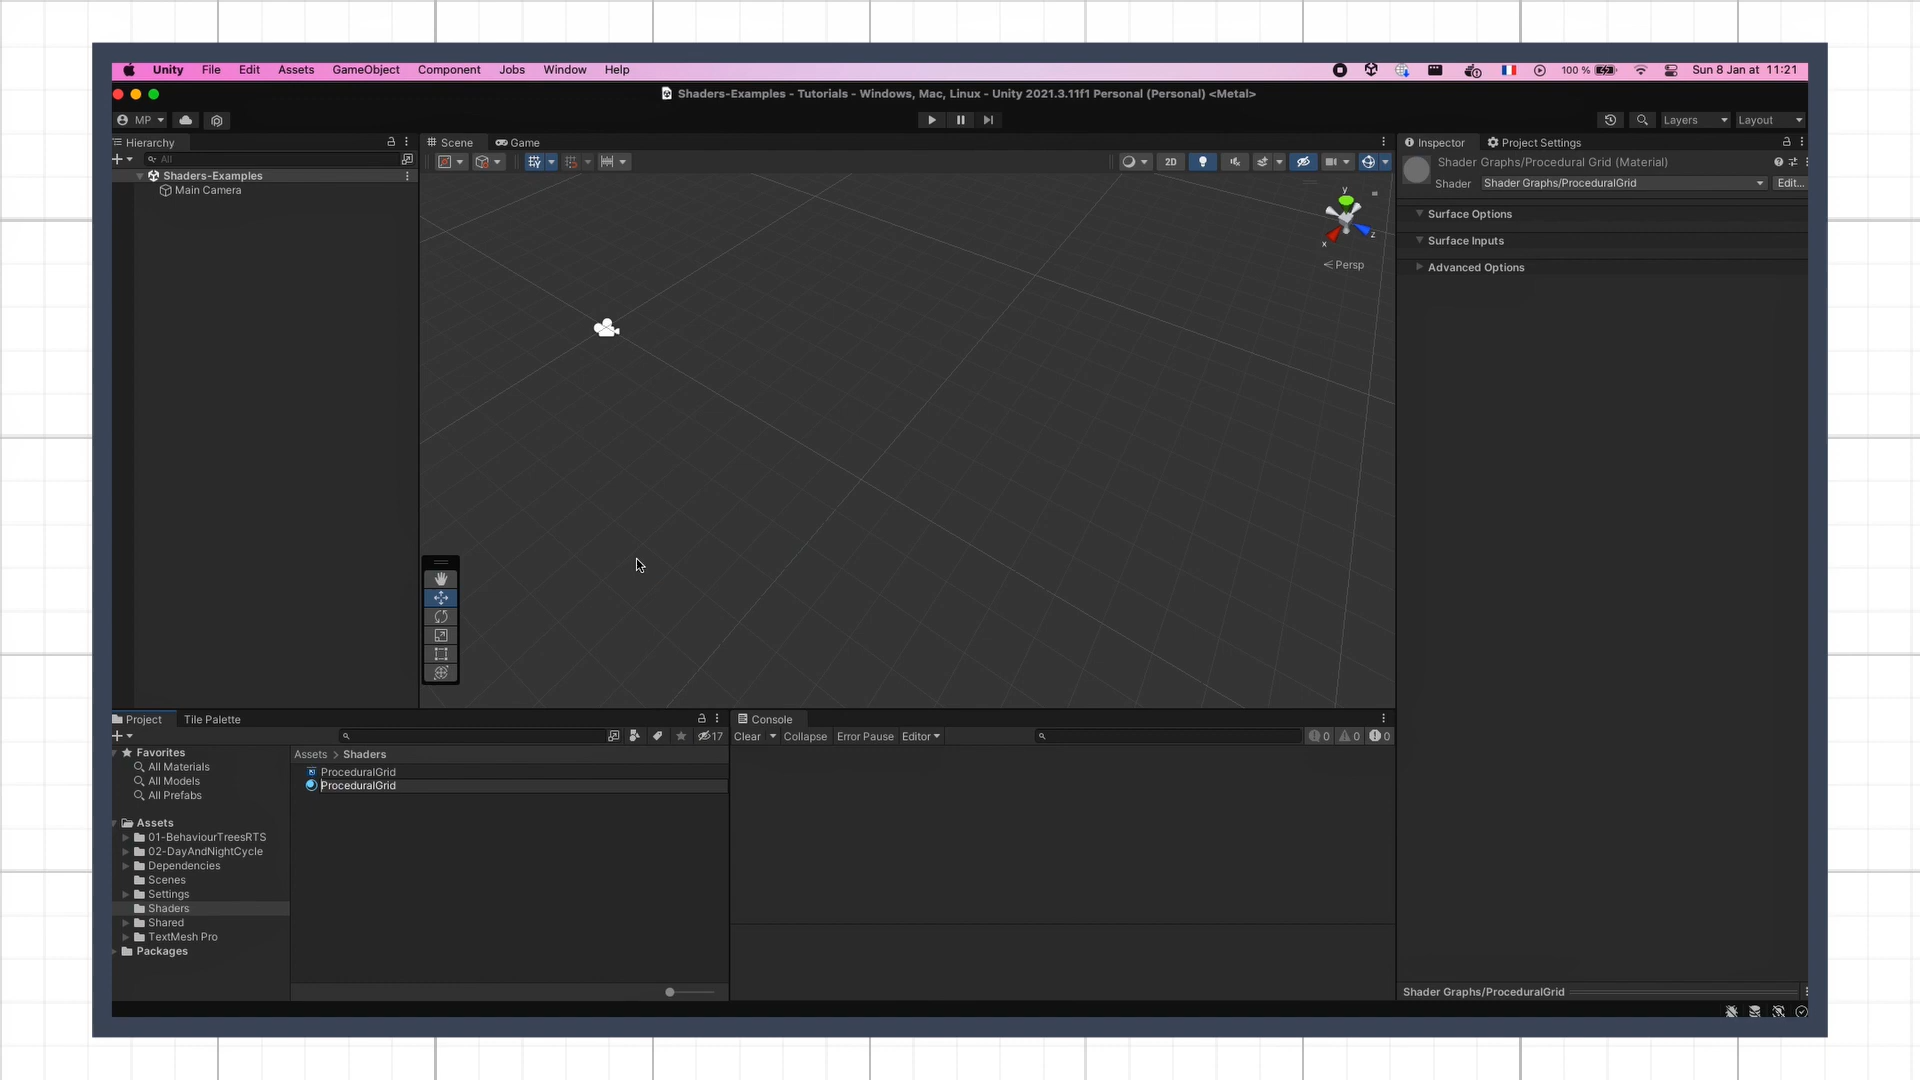 Unity File Edit Assets GameObject Component Jobs Window Help 100 % Sun 8 Jan at 11:21
Shaders-Examples - Tutorials - Windows, Mac, Linux - Unity 2021.3.11f1 Personal (Personal) <Metal>
MP Layers Layout
Hierarchy Scene Game Inspector Project Settings
All 2D Shader Graphs/Procedural Grid (Material)
Shader Shader Graphs/ProceduralGrid Edit...
Shaders-Examples
Main Camera
y
x
z
Persp
Surface Options
Surface Inputs
Advanced Options
Project Tile Palette Console
17 Clear Collapse Error Pause Editor 0 0 0
Favorites
All Materials
All Models
All Prefabs
Assets
01-BehaviourTreesRTS
02-DayAndNightCycle
Dependencies
Scenes
Settings
Shaders
Shared
TextMesh Pro
Packages
Assets > Shaders
ProceduralGrid
ProceduralGrid
Shader Graphs/ProceduralGrid